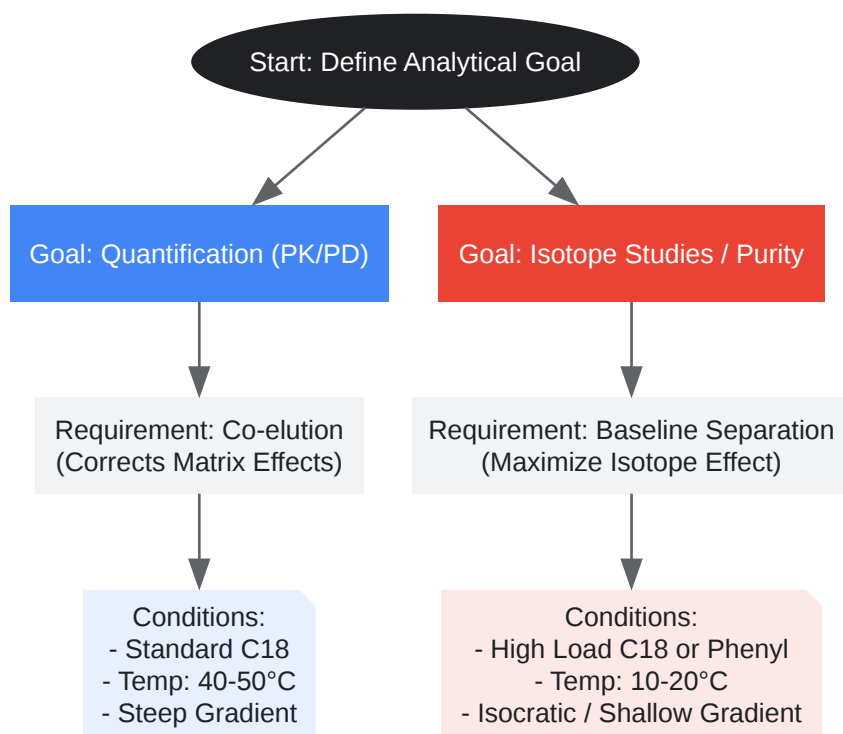 Start: Define Analytical Goal
Goal: Quantification (PK/PD)
Goal: Isotope Studies / Purity
Requirement: Co-elution
(Corrects Matrix Effects)
Requirement: Baseline Separation
(Maximize Isotope Effect)
Conditions:
- Standard C18
- Temp: 40-50°C
- Steep Gradient
Conditions:
- High Load C18 or Phenyl
- Temp: 10-20°C
- Isocratic / Shallow Gradient